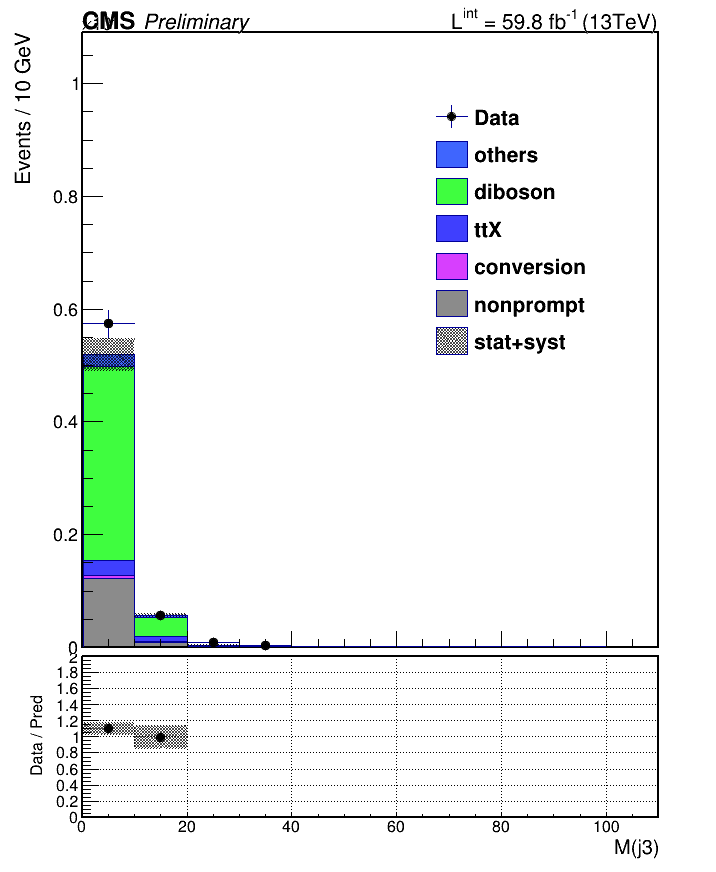 CMS Preliminary L^int = 59.8 fb^-1 (13TeV)
Events / 10 GeV
1
0.8
0.6
0.4
0.2
0
Data
others
diboson
ttX
conversion
nonprompt
stat+syst
Data / Pred
2
1.8
1.6
1.4
1.2
1
0.8
0.6
0.4
0.2
0
0 20 40 60 80 100
M(j3)